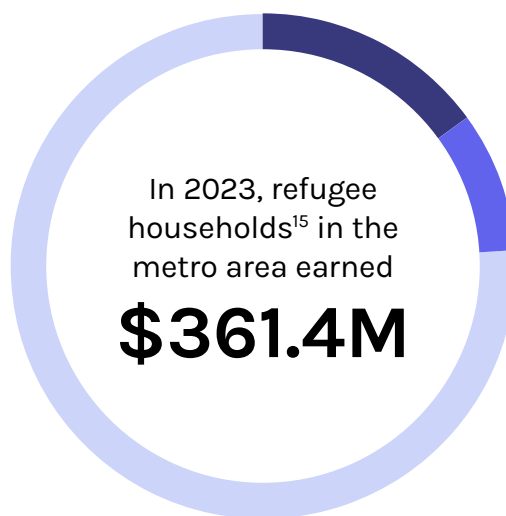 In 2023, refugee
households¹⁵ in the
metro area earned
$361.4M